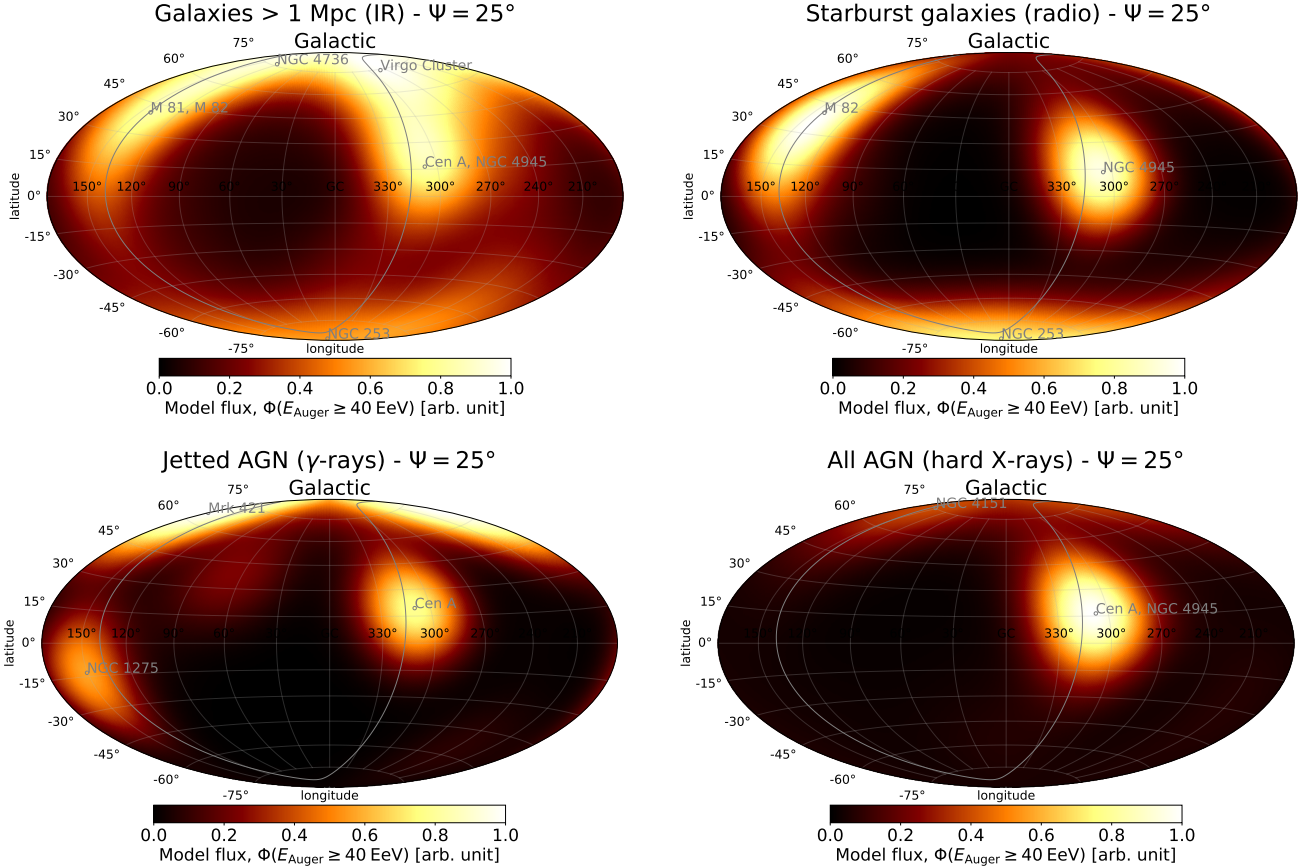 Galaxies > 1 Mpc (IR) - Ψ = 25°
Galactic
75°
60°
45°
30°
15°
0°
-15°
-30°
-45°
-60°
-75°
latitude
longitude
150° 120° 90° 60° 30° GC 330° 300° 270° 240° 210°
NGC 4736
Virgo Cluster
M 81, M 82
Cen A, NGC 4945
NGC 253
0.0 0.2 0.4 0.6 0.8 1.0
Model flux, Φ(E_Auger ≥ 40 EeV) [arb. unit]
Starburst galaxies (radio) - Ψ = 25°
Galactic
75°
60°
45°
30°
15°
0°
-15°
-30°
-45°
-60°
-75°
latitude
longitude
150° 120° 330° 300° 270°
M 82
NGC 4945
NGC 253
0.0 0.2 0.4 0.6 0.8 1.0
Model flux, Φ(E_Auger ≥ 40 EeV) [arb. unit]
Jetted AGN (γ-rays) - Ψ = 25°
Galactic
75°
60°
45°
30°
15°
0°
-15°
-30°
-45°
-60°
-75°
latitude
longitude
150° 120° 90° 330° 300° 270°
Mrk 421
Cen A
NGC 1275
0.0 0.2 0.4 0.6 0.8 1.0
Model flux, Φ(E_Auger ≥ 40 EeV) [arb. unit]
All AGN (hard X-rays) - Ψ = 25°
Galactic
75°
60°
45°
30°
15°
0°
-15°
-30°
-45°
-60°
-75°
latitude
longitude
GC 330° 300° 270°
NGC 4151
Cen A, NGC 4945
0.0 0.2 0.4 0.6 0.8 1.0
Model flux, Φ(E_Auger ≥ 40 EeV) [arb. unit]